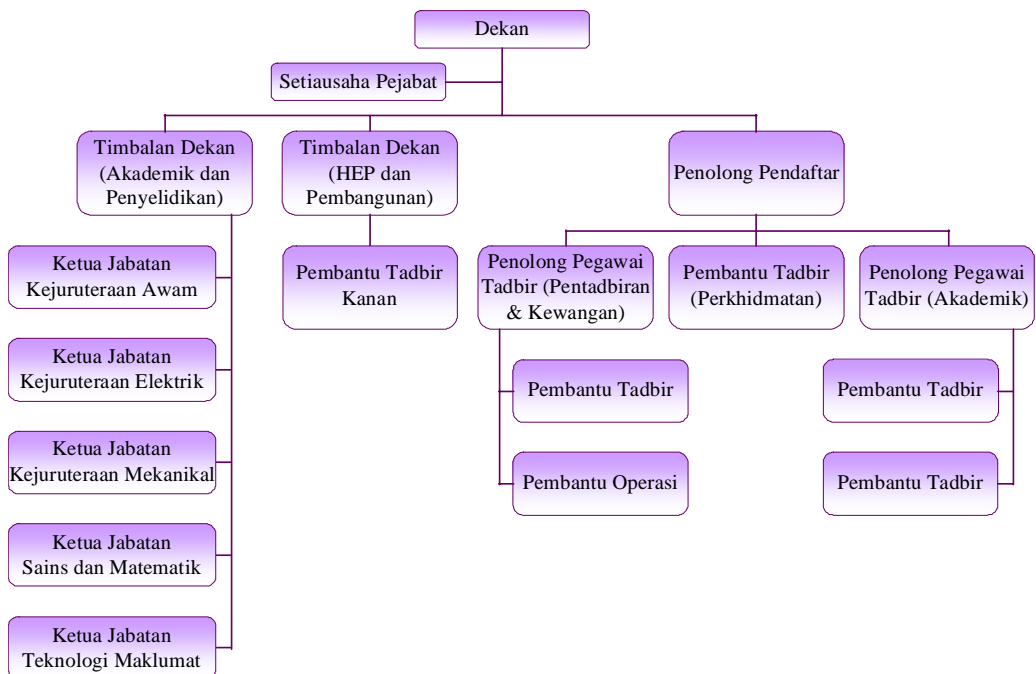 Dekan
Setiausaha Pejabat
Timbalan Dekan
(Akademik dan
Penyelidikan)
Timbalan Dekan
(HEP dan
Pembangunan)
Penolong Pendaftar
Ketua Jabatan
Kejuruteraan Awam
Pembantu Tadbir
Kanan
Penolong Pegawai
Tadbir (Pentadbiran
& Kewangan)
Pembantu Tadbir
(Perkhidmatan)
Penolong Pegawai
Tadbir (Akademik)
Ketua Jabatan
Kejuruteraan Elektrik
Pembantu Tadbir
Pembantu Tadbir
Ketua Jabatan
Kejuruteraan Mekanikal
Pembantu Operasi
Pembantu Tadbir
Ketua Jabatan
Sains dan Matematik
Ketua Jabatan
Teknologi Maklumat